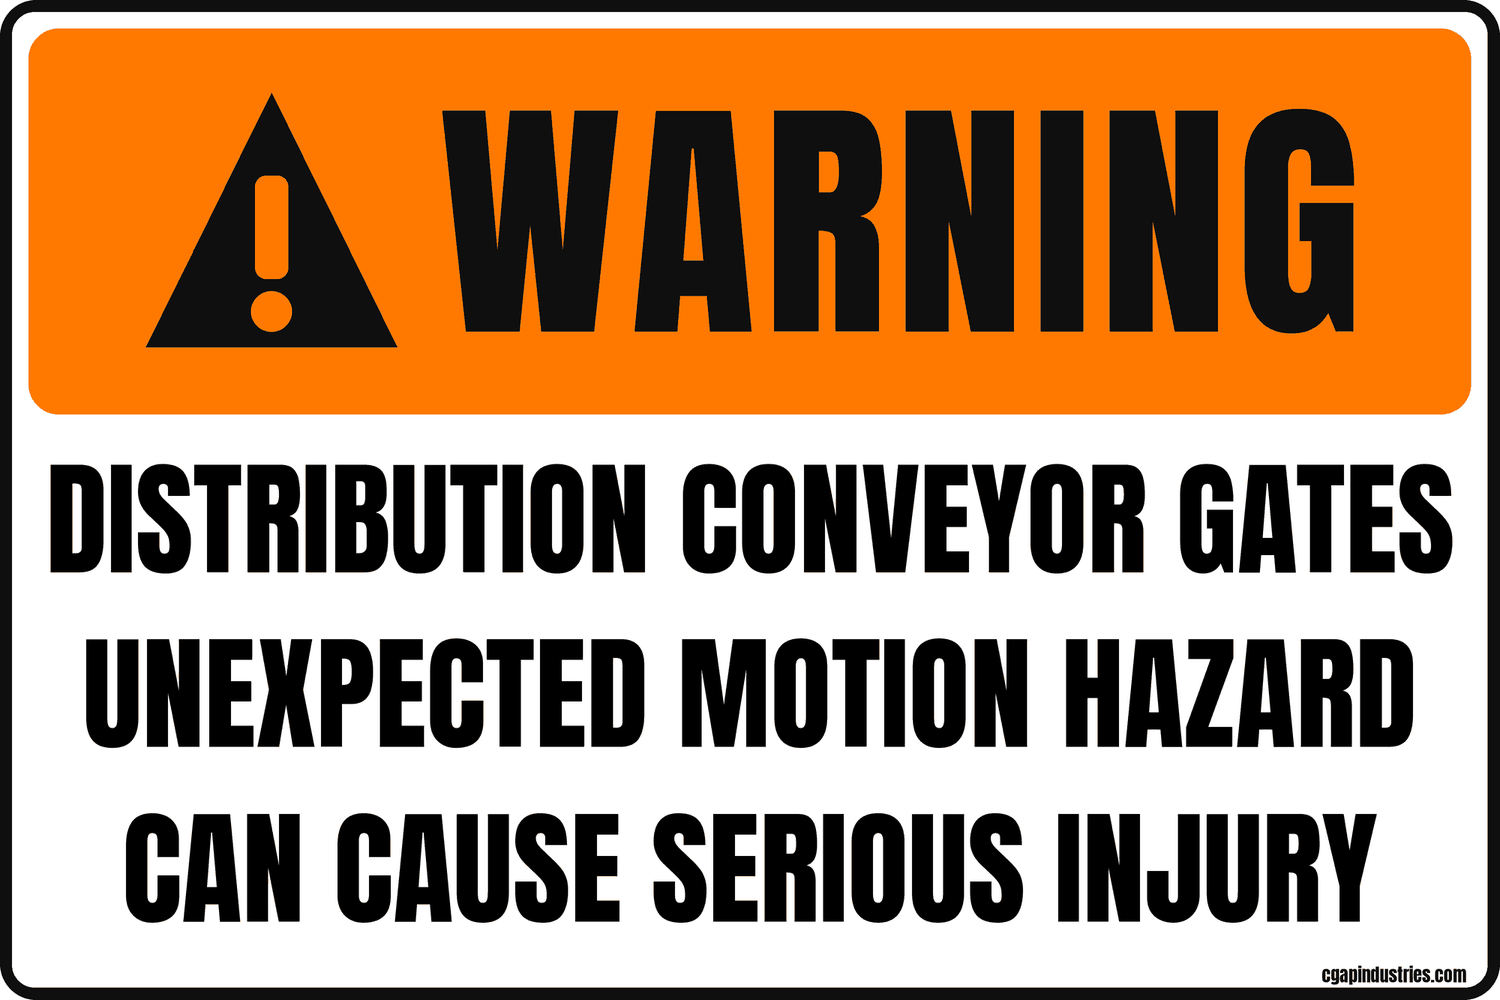 WARNING
DISTRIBUTION CONVEYOR GATES
UNEXPECTED MOTION HAZARD
CAN CAUSE SERIOUS INJURY
cgapindustries.com